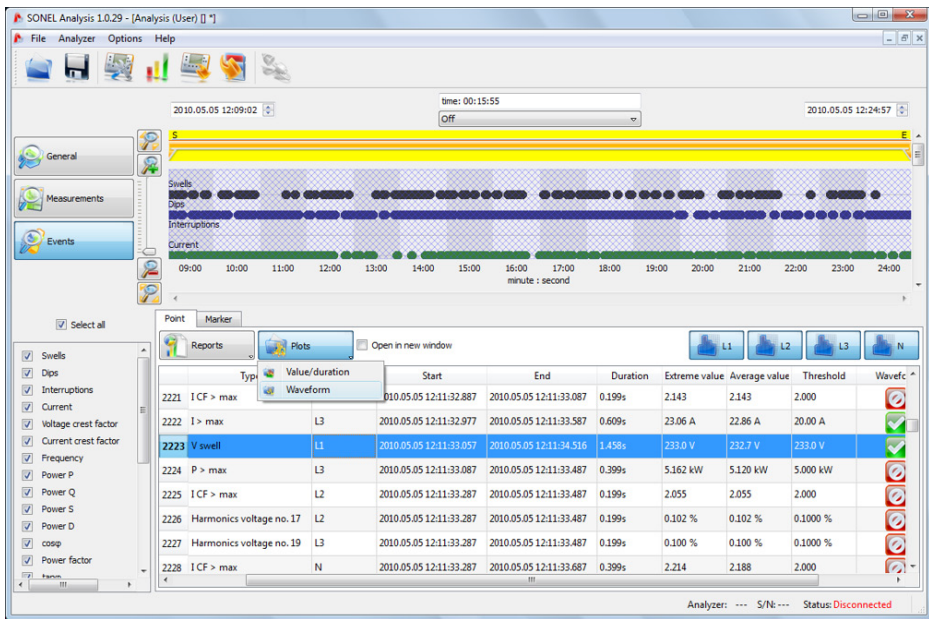 SONEL Analysis 1.0.29 - [Analysis (User) [] *]
File Analyzer Options Help
2010.05.05 12:09:02
time: 00:15:55
Off
2010.05.05 12:24:57
General
Measurements
Events
S E
Swells
Dips
Interruptions
Current
09:00 10:00 11:00 12:00 13:00 14:00 15:00 16:00 17:00 18:00 19:00 20:00 21:00 22:00 23:00 24:00
minute : second
Select all
Swells
Dips
Interruptions
Current
Voltage crest factor
Current crest factor
Frequency
Power P
Power Q
Power S
Power D
cosφ
Power factor
Point Marker
Reports Plots Open in new window L1 L2 L3 N
Value/duration
Waveform
Type Start End Duration Extreme value Average value Threshold Wavefc
2221 I CF > max 2010.05.05 12:11:32.887 2010.05.05 12:11:33.087 0.199s 2.143 2.143 2.000
2222 I > max L3 2010.05.05 12:11:32.977 2010.05.05 12:11:33.587 0.609s 23.06 A 22.86 A 20.00 A
2223 V swell L1 2010.05.05 12:11:33.057 2010.05.05 12:11:34.516 1.458s 233.0 V 232.7 V 233.0 V
2224 P > max L3 2010.05.05 12:11:33.087 2010.05.05 12:11:33.487 0.399s 5.162 kW 5.120 kW 5.000 kW
2225 I CF > max L2 2010.05.05 12:11:33.287 2010.05.05 12:11:33.487 0.199s 2.055 2.055 2.000
2226 Harmonics voltage no. 17 L2 2010.05.05 12:11:33.287 2010.05.05 12:11:33.487 0.199s 0.102 % 0.102 % 0.1000 %
2227 Harmonics voltage no. 19 L3 2010.05.05 12:11:33.287 2010.05.05 12:11:33.487 0.199s 0.100 % 0.100 % 0.1000 %
2228 I CF > max N 2010.05.05 12:11:33.287 2010.05.05 12:11:33.687 0.399s 2.214 2.188 2.000
Analyzer: --- S/N: --- Status: Disconnected